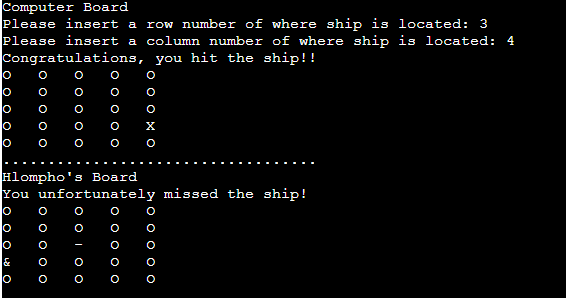 Computer Board
Please insert a row number of where ship is located: 3
Please insert a column number of where ship is located: 4
Congratulations, you hit the ship!!
O O O O O
O O O O O
O O O O O
O O O O X
O O O O O
...................................
Hlompho's Board
You unfortunately missed the ship!
O O O O O
O O O O O
O O - O O
& O O O O
O O O O O